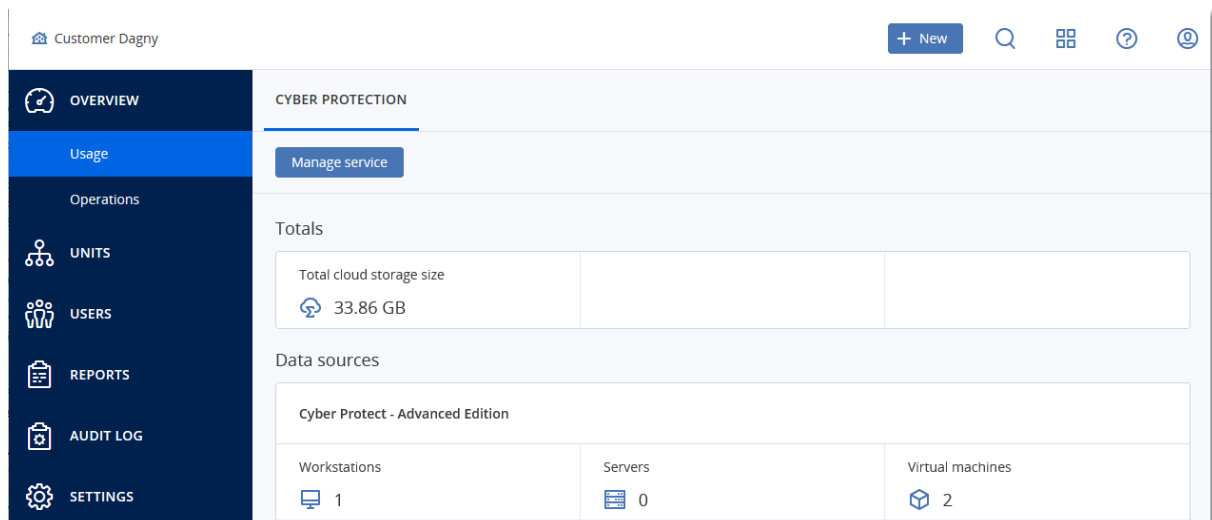 Customer Dagny
+ New
OVERVIEW
Usage
Operations
UNITS
USERS
REPORTS
AUDIT LOG
SETTINGS
CYBER PROTECTION
Manage service
Totals
Total cloud storage size
33.86 GB
Data sources
Cyber Protect - Advanced Edition
Workstations
1
Servers
0
Virtual machines
2